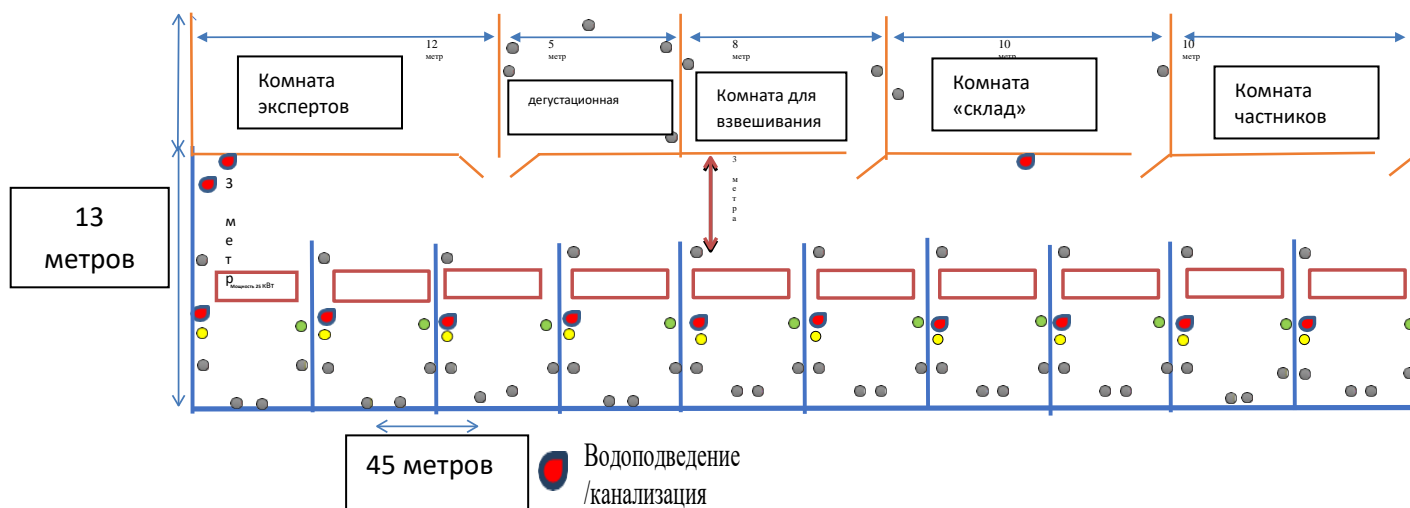 12
метр
5
метр
8
метр
10
метр
10
метр
Комната
экспертов
дегустационная
Комната для
взвешивания
Комната
«склад»
Комната
частников
3
м
е
т
р
а
3
м
е
т
р
13
метров
Мощность 26 кВт
45 метров
Водоподведение
/канализация